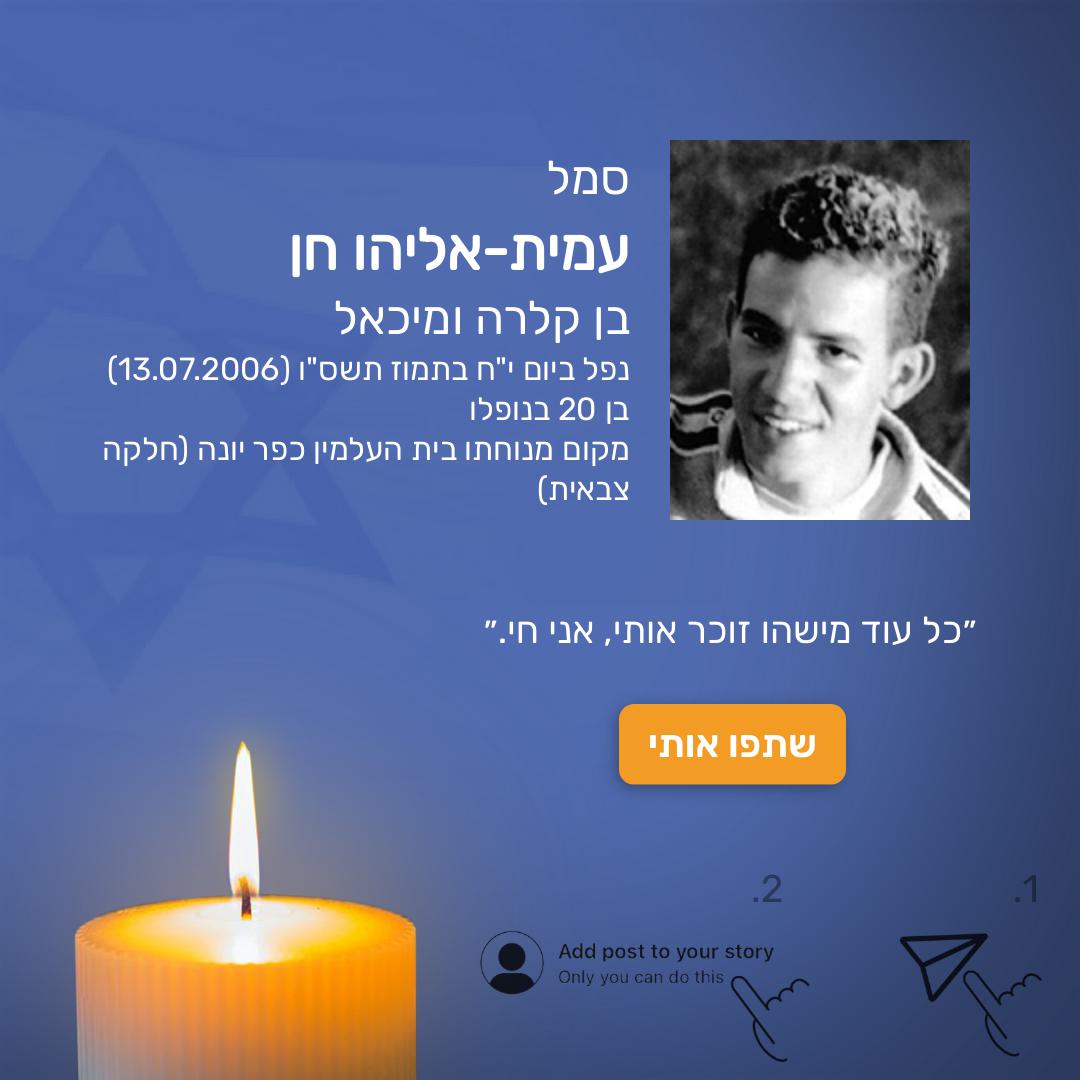 סמל
עמית-אליהו חן
בן קלרה ומיכאל
נפל ביום י"ח בתמוז תשס"ו (13.07.2006)
בן 20 בנופלו
מקום מנוחתו בית העלמין כפר יונה (חלקה
צבאית)
״כל עוד מישהו זוכר אותי, אני חי.״
שתפו אותי
.1
.2
Add post to your story
Only you can do this